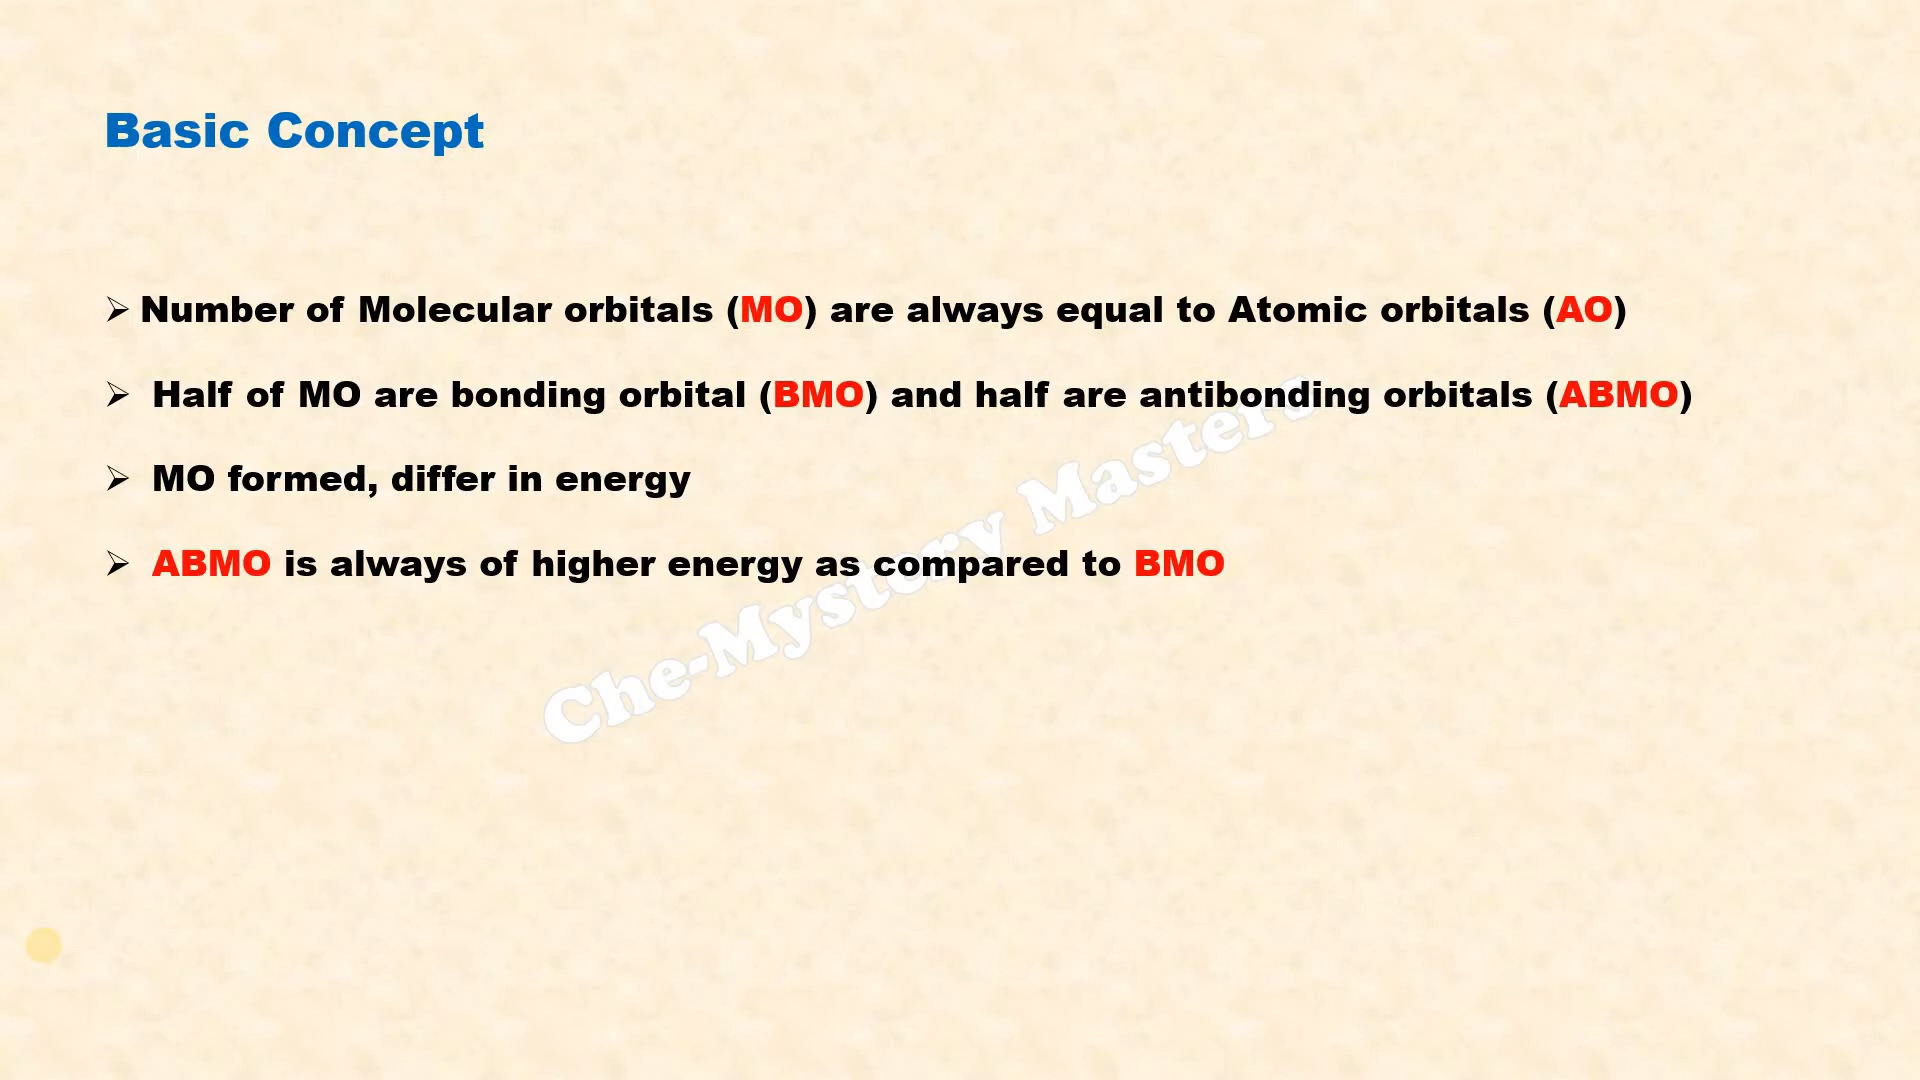 Basic Concept
➢ Number of Molecular orbitals (MO) are always equal to Atomic orbitals (AO)
➢ Half of MO are bonding orbital (BMO) and half are antibonding orbitals (ABMO)
➢ MO formed, differ in energy
➢ ABMO is always of higher energy as compared to BMO
Che-Mystery Masters